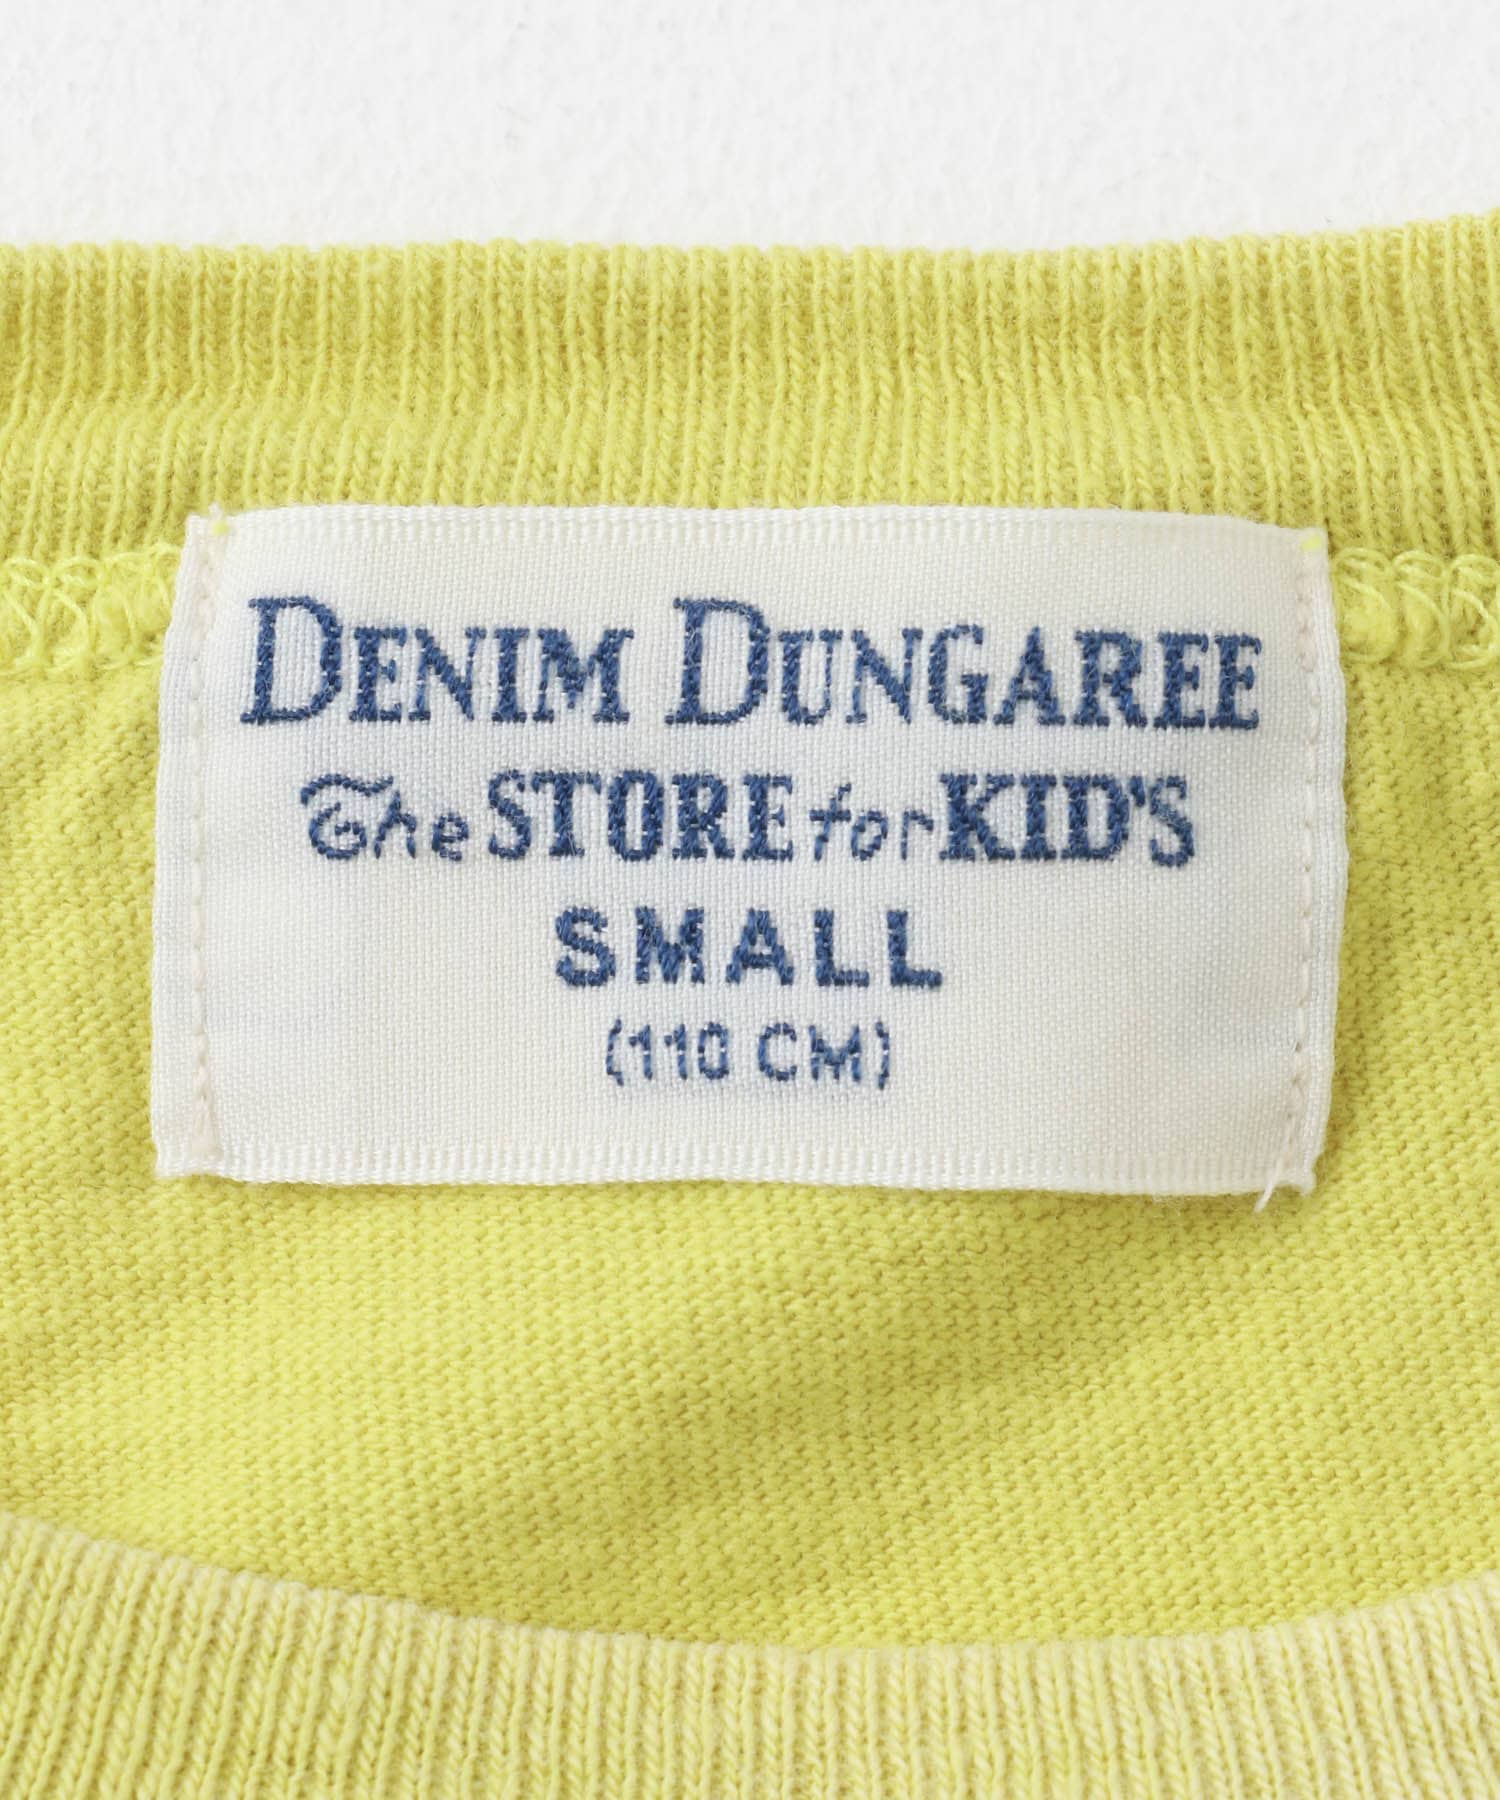 DENIM DUNGAREE
The STORE for KID'S
SMALL
(110 CM)